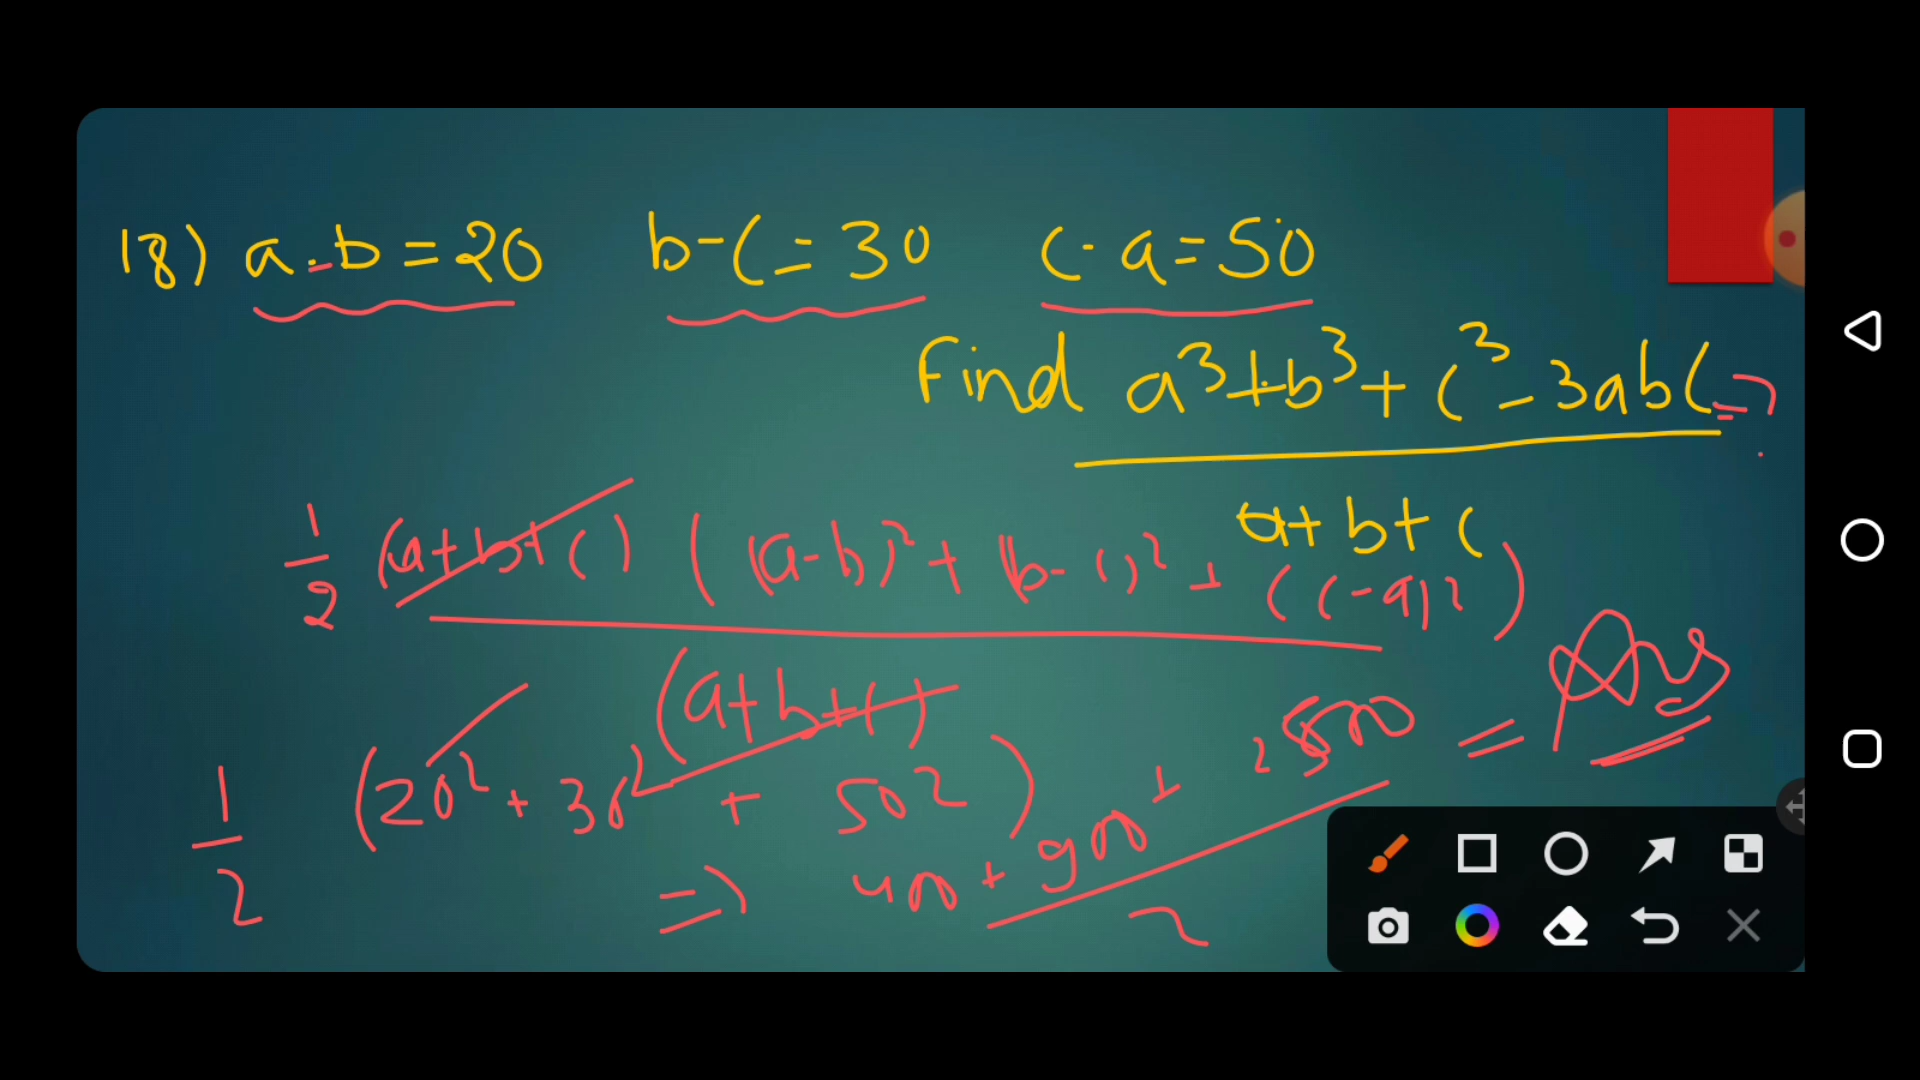 18) a-b=20 b-c=30 c-a=50
Find a³+b³+c³-3abc
a+b+c
1/2 (a+b+c) ((a-b)²+(b-c)²+(c-a)²)
(a+b+c)
1/2 (20²+30²+50²)
=> 400+900+2500 = Ans
2